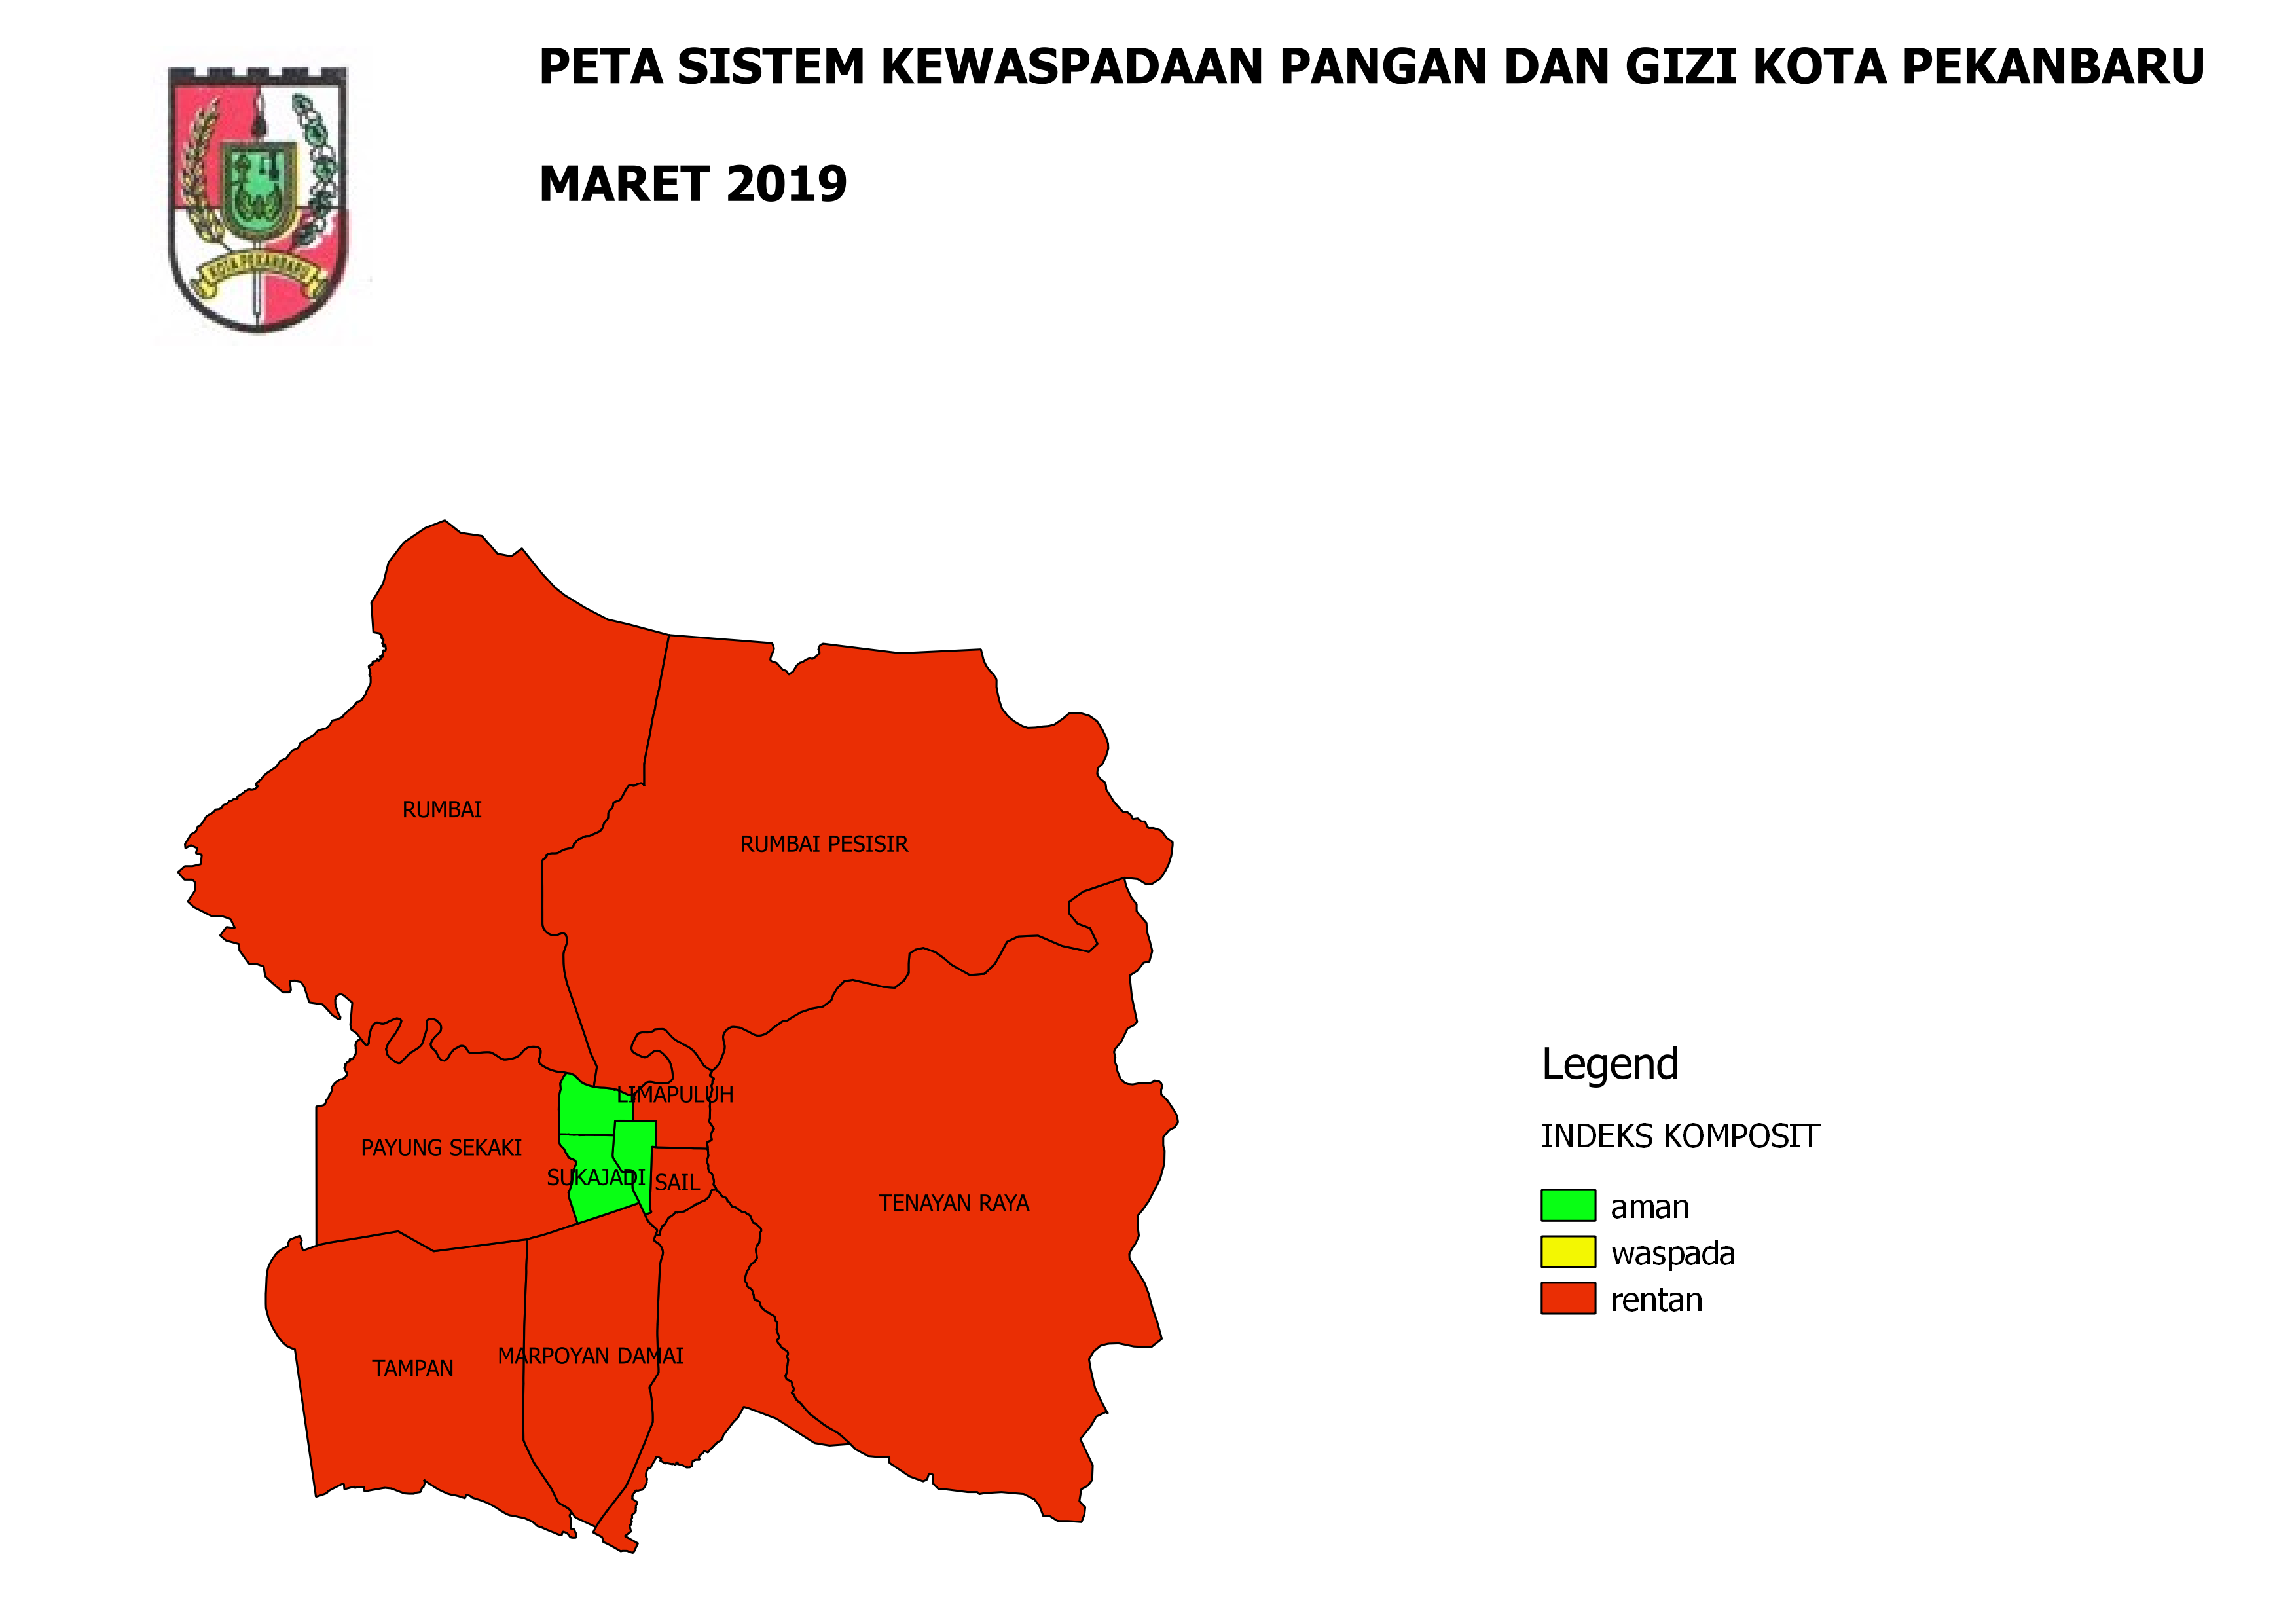 PETA SISTEM KEWASPADAAN PANGAN DAN GIZI KOTA PEKANBARU
MARET 2019
KOTA PEKANBARU
RUMBAI
RUMBAI PESISIR
LIMAPULUH
PAYUNG SEKAKI
SUKAJADI
SAIL
TENAYAN RAYA
MARPOYAN DAMAI
TAMPAN
Legend
INDEKS KOMPOSIT
aman
waspada
rentan